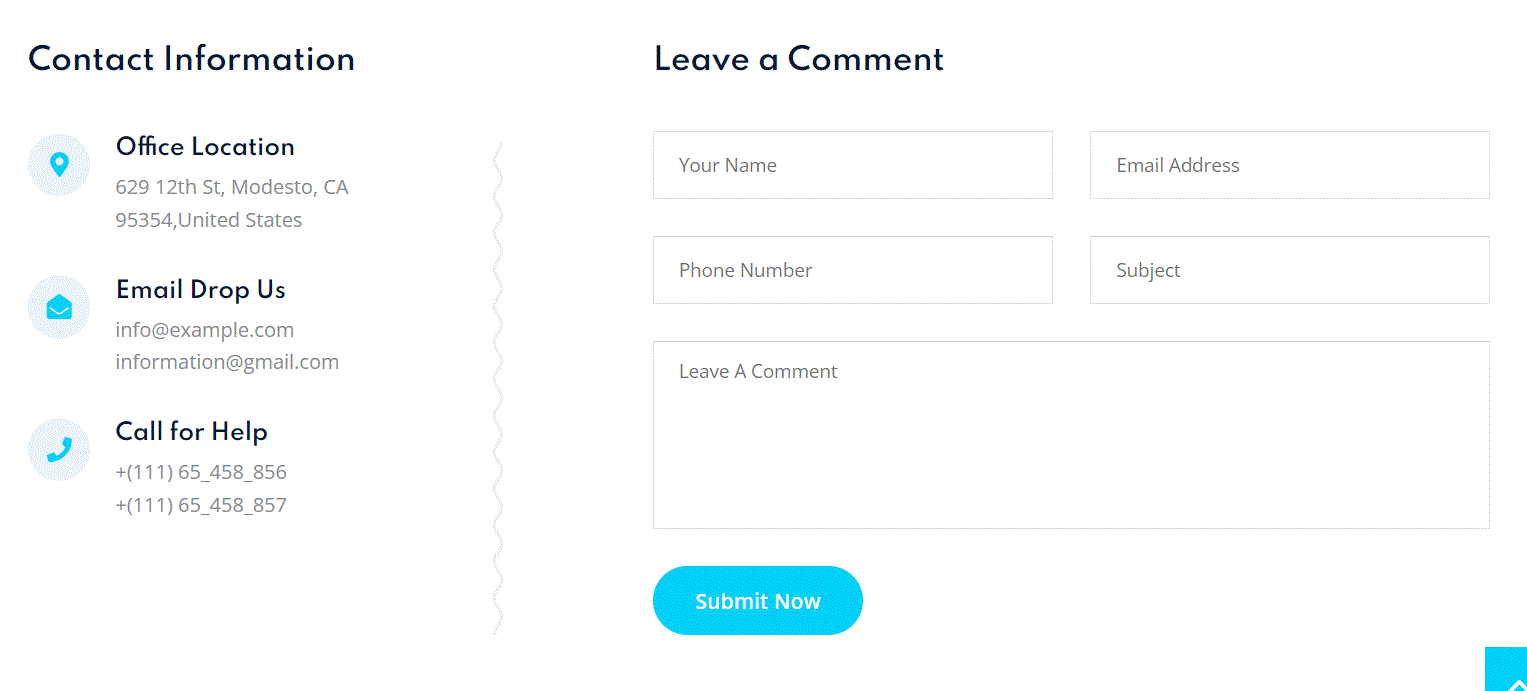 Contact Information
Office Location
629 12th St, Modesto, CA
95354,United States
Email Drop Us
info@example.com
information@gmail.com
Call for Help
+(111) 65_458_856
+(111) 65_458_857
Leave a Comment
Your Name
Email Address
Phone Number
Subject
Leave A Comment
Submit Now